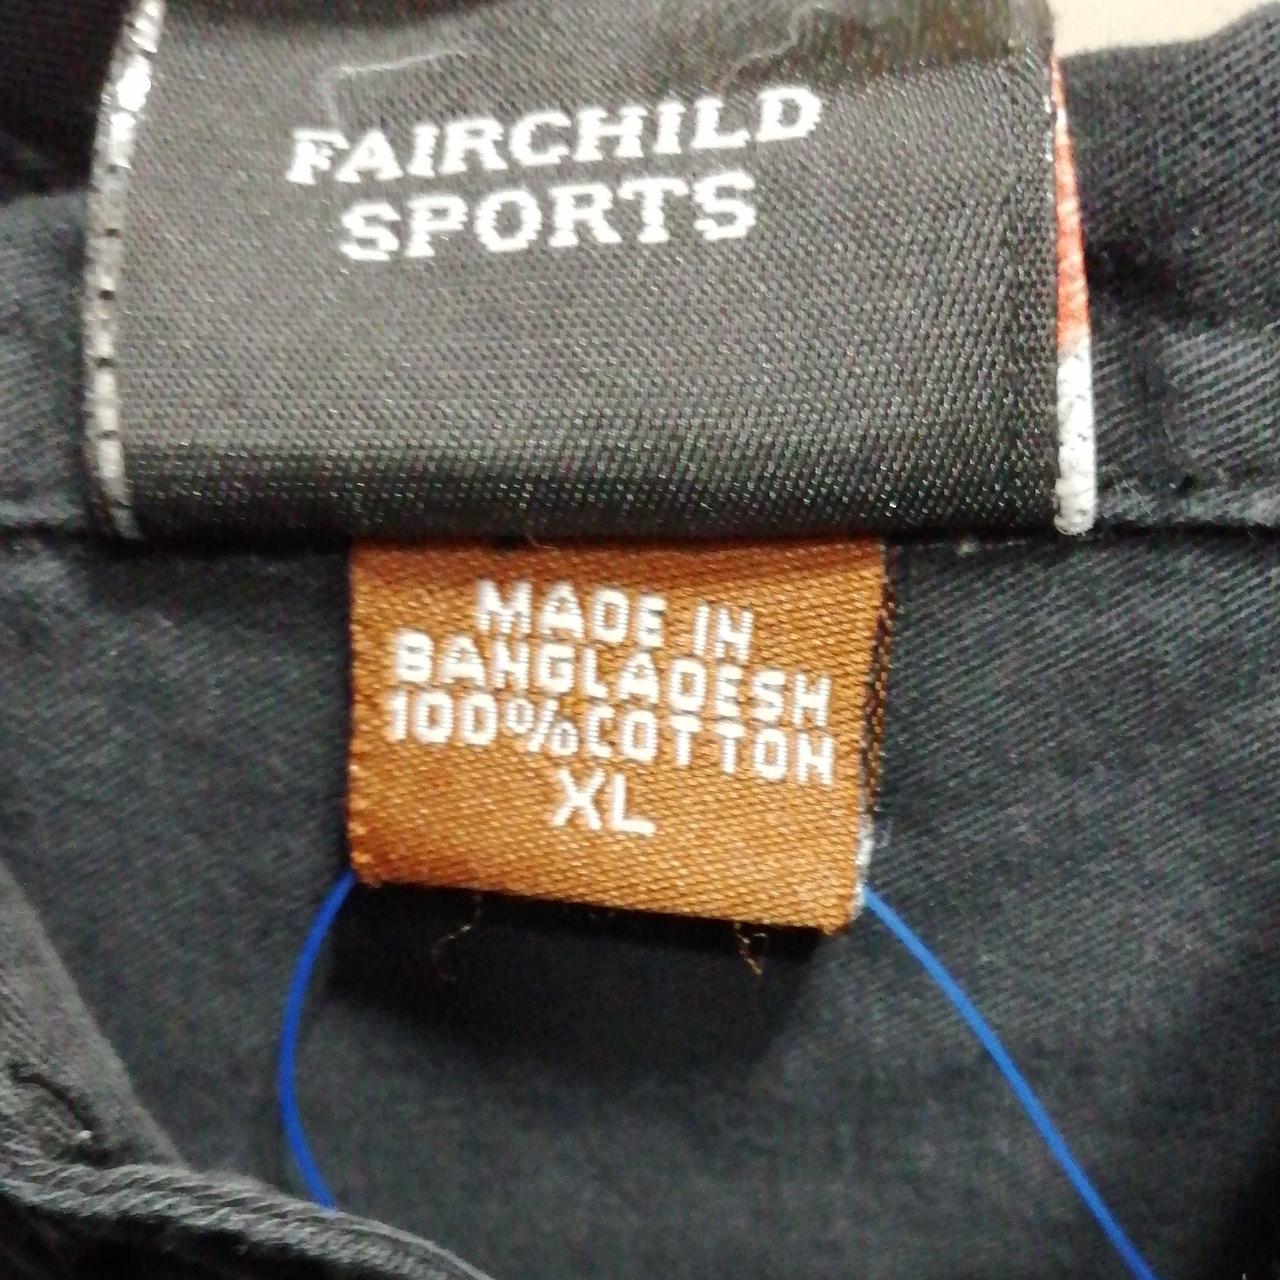 FAIRCHILD
SPORTS
MADE IN
BANGLADESH
100%COTTON
XL